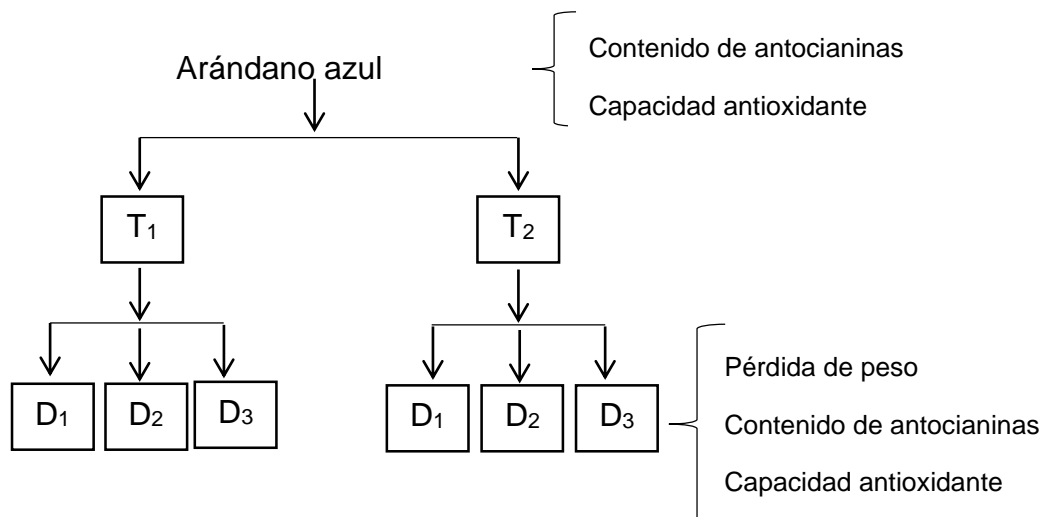 Arándano azul
Contenido de antocianinas
Capacidad antioxidante
T₁
T₂
D₁ D₂ D₃
D₁ D₂ D₃
Pérdida de peso
Contenido de antocianinas
Capacidad antioxidante